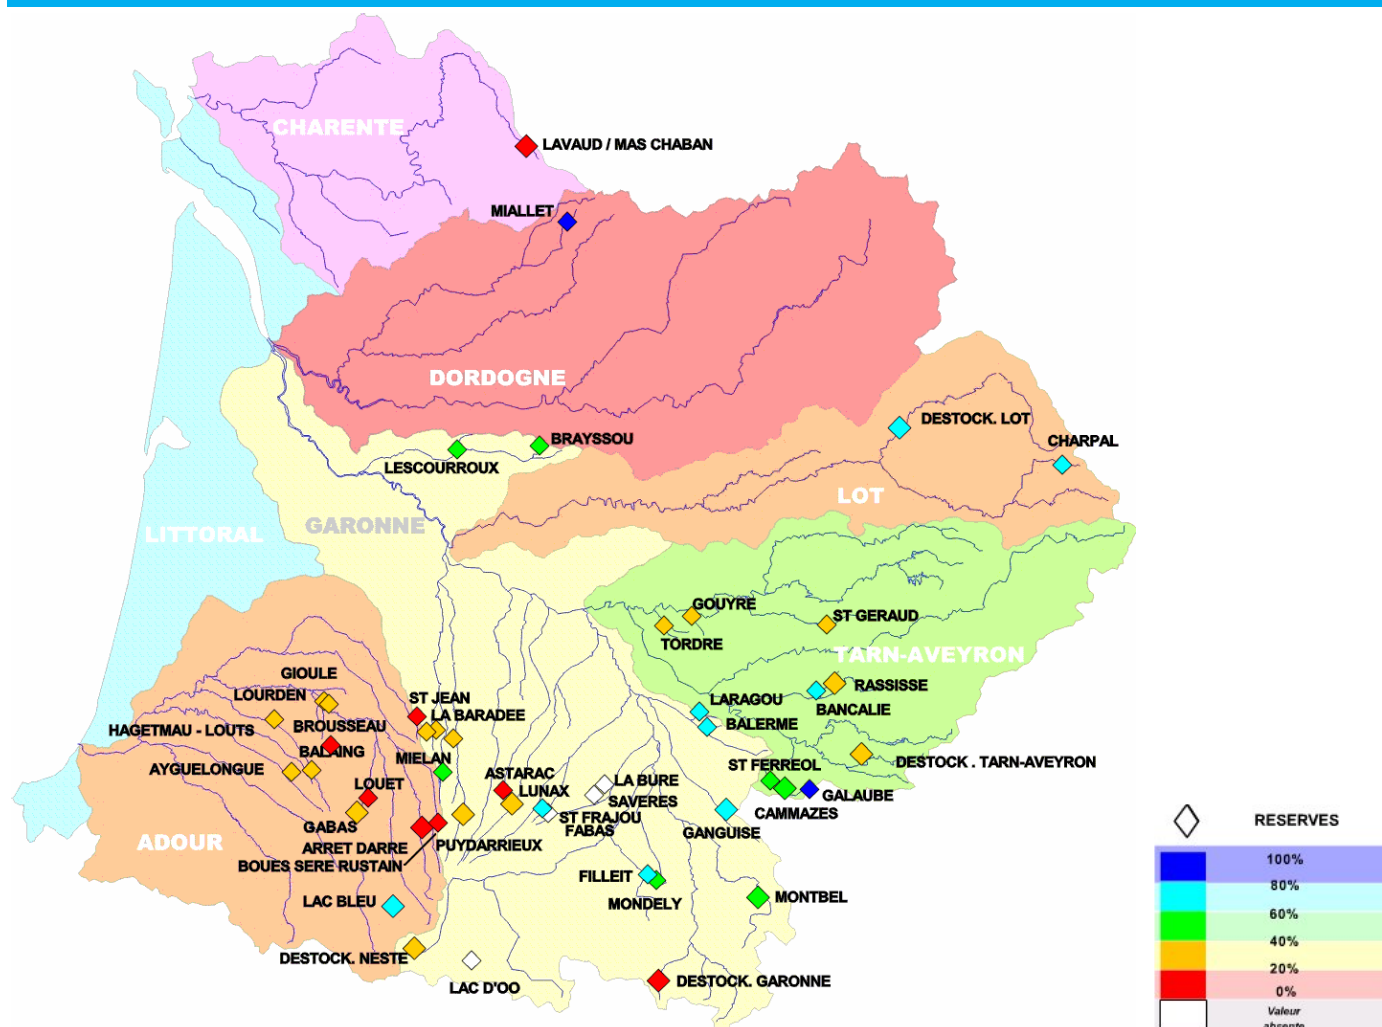 CHARENTE
LAVAUD / MAS CHABAN
MIALLET
DORDOGNE
DESTOCK. LOT
BRAYSSOU
CHARPAL
LESCOURROUX
LOT
GARONNE
LITTORAL
GOUYRE
ST GERAUD
TORDRE
TARN-AVEYRON
GIOULE
RASSISSE
LOURDEN
ST JEAN
LARAGOU
BANCALIE
LA BARADEE
HAGETMAU - LOUTS
BROUSSEAU
BALERME
BALAING
MIELAN
AYGUELONGUE
ST FERREOL
DESTOCK . TARN-AVEYRON
LOUET
ASTARAC
LA BURE
LUNAX
GALAUBE
SAVERES
CAMMAZES
GABAS
ST FRAJOU
GANGUISE
FABAS
ADOUR
ARRET DARRE
PUYDARRIEUX
BOUES SERE RUSTAIN
FILLEIT
LAC BLEU
MONDELY
MONTBEL
DESTOCK. NESTE
LAC D'OO
DESTOCK. GARONNE
RESERVES
100%
80%
60%
40%
20%
0%
Valeur
absente